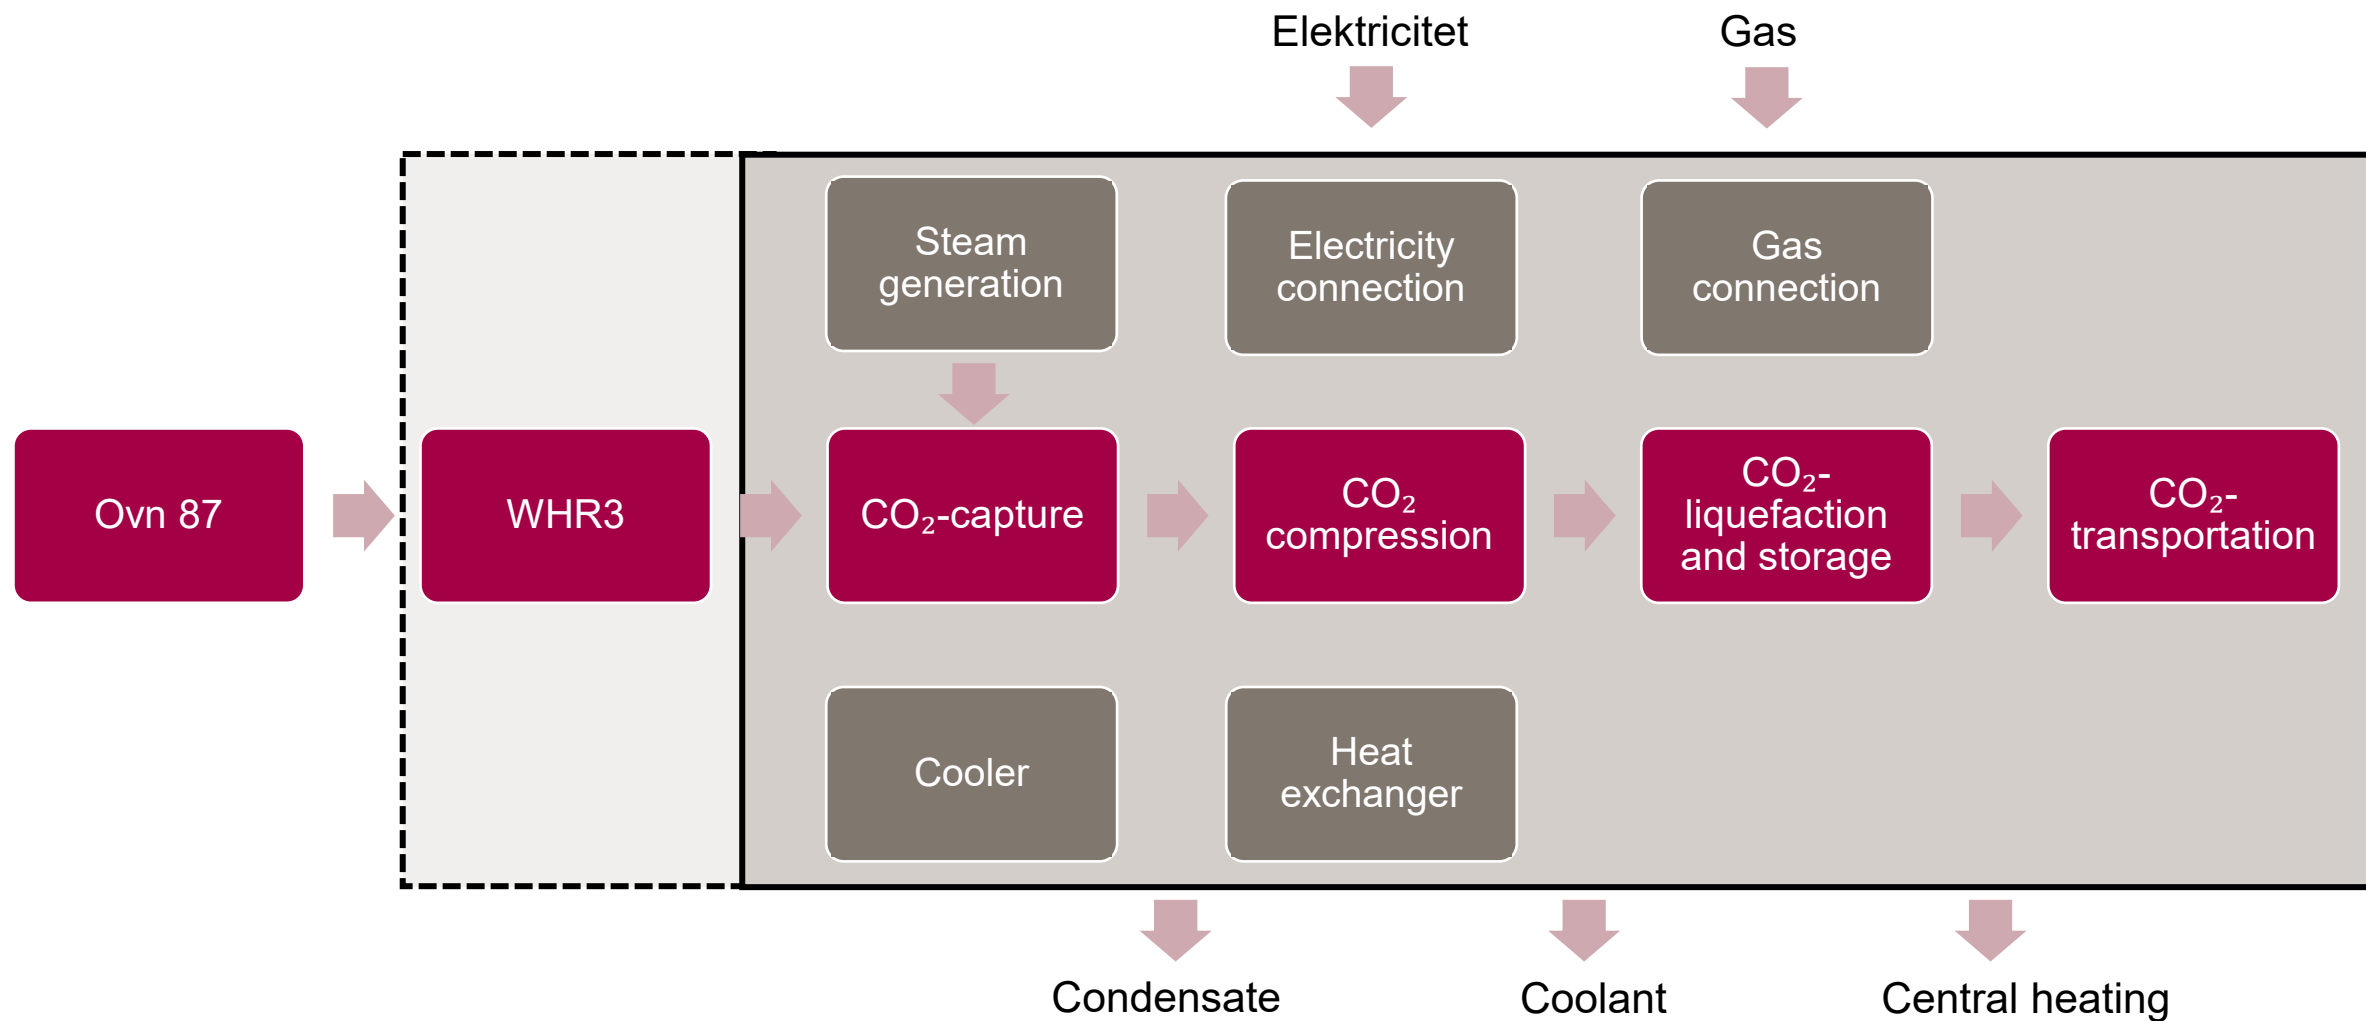 Elektricitet
Gas
Steam
generation
Electricity
connection
Gas
connection
Ovn 87
WHR3
CO₂-capture
CO₂
compression
CO₂-
liquefaction
and storage
CO₂-
transportation
Cooler
Heat
exchanger
Condensate
Coolant
Central heating